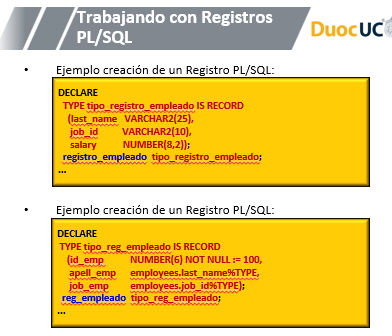 Trabajando con Registros
PL/SQL
DuocUC
• Ejemplo creación de un Registro PL/SQL:
DECLARE
TYPE tipo_registro_empleado IS RECORD
(last_name VARCHAR2(25),
job_id VARCHAR2(10),
salary NUMBER(8,2));
registro_empleado tipo_registro_empleado;
...
• Ejemplo creación de un Registro PL/SQL:
DECLARE
TYPE tipo_reg_empleado IS RECORD
(id_emp NUMBER(6) NOT NULL := 100,
apell_emp employees.last_name%TYPE,
job_emp employees.job_id%TYPE);
reg_empleado tipo_reg_empleado;
...